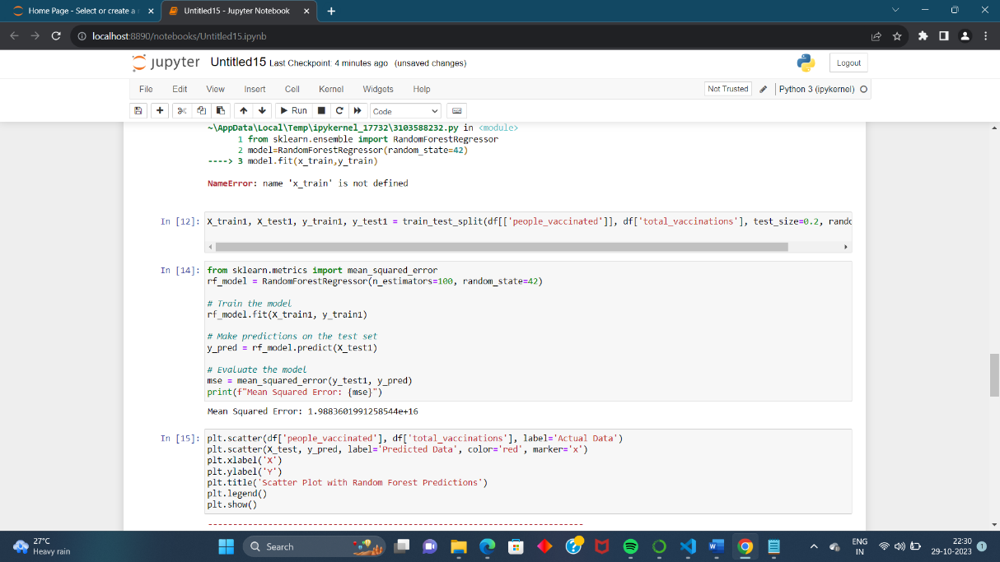 Home Page - Select or create a
Untitled15 - Jupyter Notebook
localhost:8890/notebooks/Untitled15.ipynb
jupyter Untitled15 Last Checkpoint: 4 minutes ago (unsaved changes)
Logout
File Edit View Insert Cell Kernel Widgets Help
Not Trusted
Python 3 (ipykernel)
Run
Code
~\AppData\Local\Temp\ipykernel_17732\3103588232.py in <module>
1 from sklearn.ensemble import RandomForestRegressor
2 model=RandomForestRegressor(random_state=42)
----> 3 model.fit(x_train,y_train)
NameError: name 'x_train' is not defined
In [12]: X_train1, X_test1, y_train1, y_test1 = train_test_split(df[['people_vaccinated']], df['total_vaccinations'], test_size=0.2, rando
In [14]: from sklearn.metrics import mean_squared_error
rf_model = RandomForestRegressor(n_estimators=100, random_state=42)
# Train the model
rf_model.fit(X_train1, y_train1)
# Make predictions on the test set
y_pred = rf_model.predict(X_test1)
# Evaluate the model
mse = mean_squared_error(y_test1, y_pred)
print(f"Mean Squared Error: {mse}")
Mean Squared Error: 1.9883601991258544e+16
In [15]: plt.scatter(df['people_vaccinated'], df['total_vaccinations'], label='Actual Data')
plt.scatter(X_test, y_pred, label='Predicted Data', color='red', marker='x')
plt.xlabel('X')
plt.ylabel('Y')
plt.title('Scatter Plot with Random Forest Predictions')
plt.legend()
plt.show()
---------------------------------------------------------------------------
27°C
Heavy rain
Search
ENG
IN
22:30
29-10-2023
1